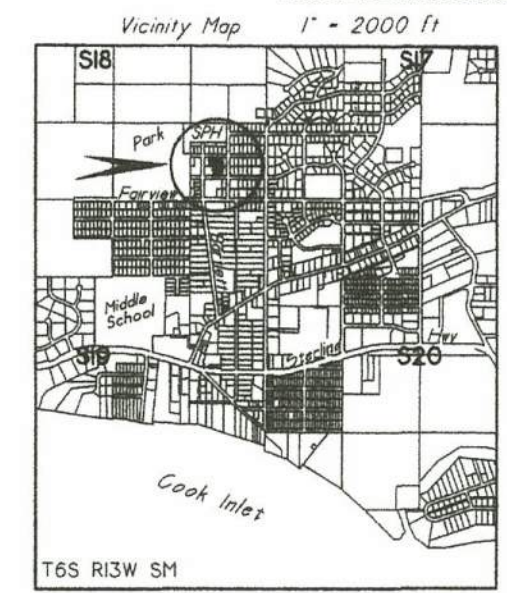 Vicinity Map 1" = 2000 ft
S18 S17
Park SPH
Fairview
Middle
School
S19 Sterling Hwy S20
Cook Inlet
T6S R13W SM